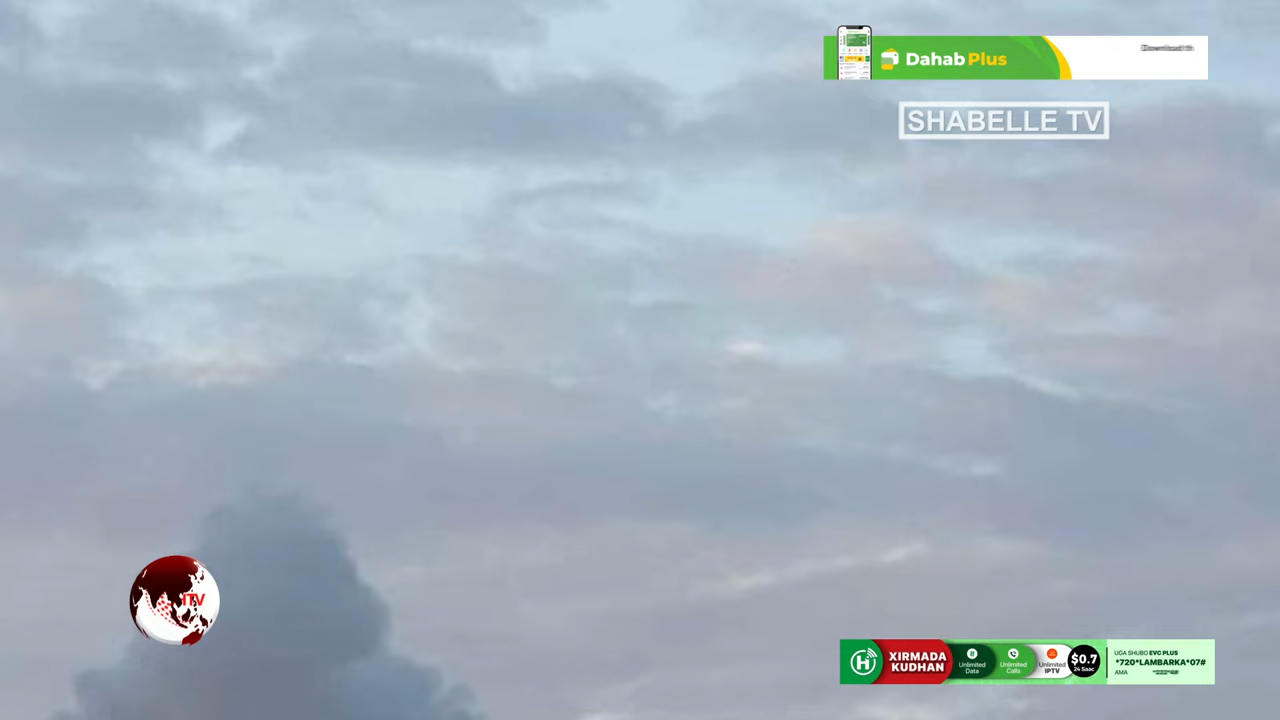 Dahab Plus
SHABELLE TV
ITV
XIRMADA
KUDHAN
Unlimited
Data
Unlimited
Calls
Unlimited
IPTV
$0.7
24 Saac
UGA SHUBO EVC PLUS
*720*LAMBARKA*07#
AMA